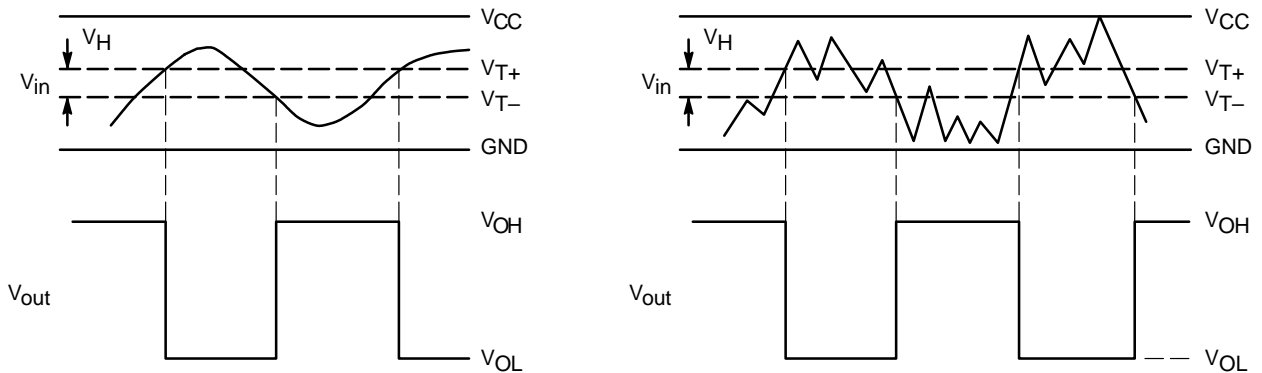 VCC
VH
Vin
VT+
VT–
GND
VOH
Vout
VOL
VCC
VH
Vin
VT+
VT–
GND
VOH
Vout
VOL